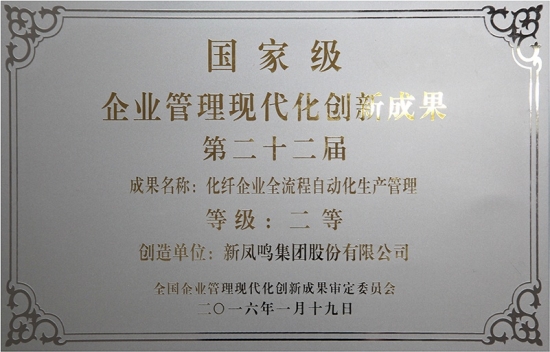 国家级
企业管理现代化创新成果
第二十二届
成果名称：化纤企业全流程自动化生产管理
等级：二等
创造单位：新凤鸣集团股份有限公司
全国企业管理现代化创新成果审定委员会
二〇一六年一月十九日